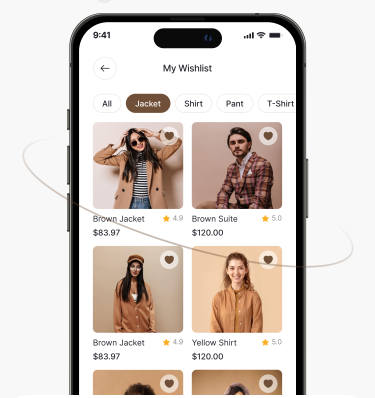 9:41
My Wishlist
All Jacket Shirt Pant T-Shirt
Brown Jacket 4.9 Brown Suite 5.0
$83.97 $120.00
Brown Jacket 4.9 Yellow Shirt 5.0
$83.97 $120.00